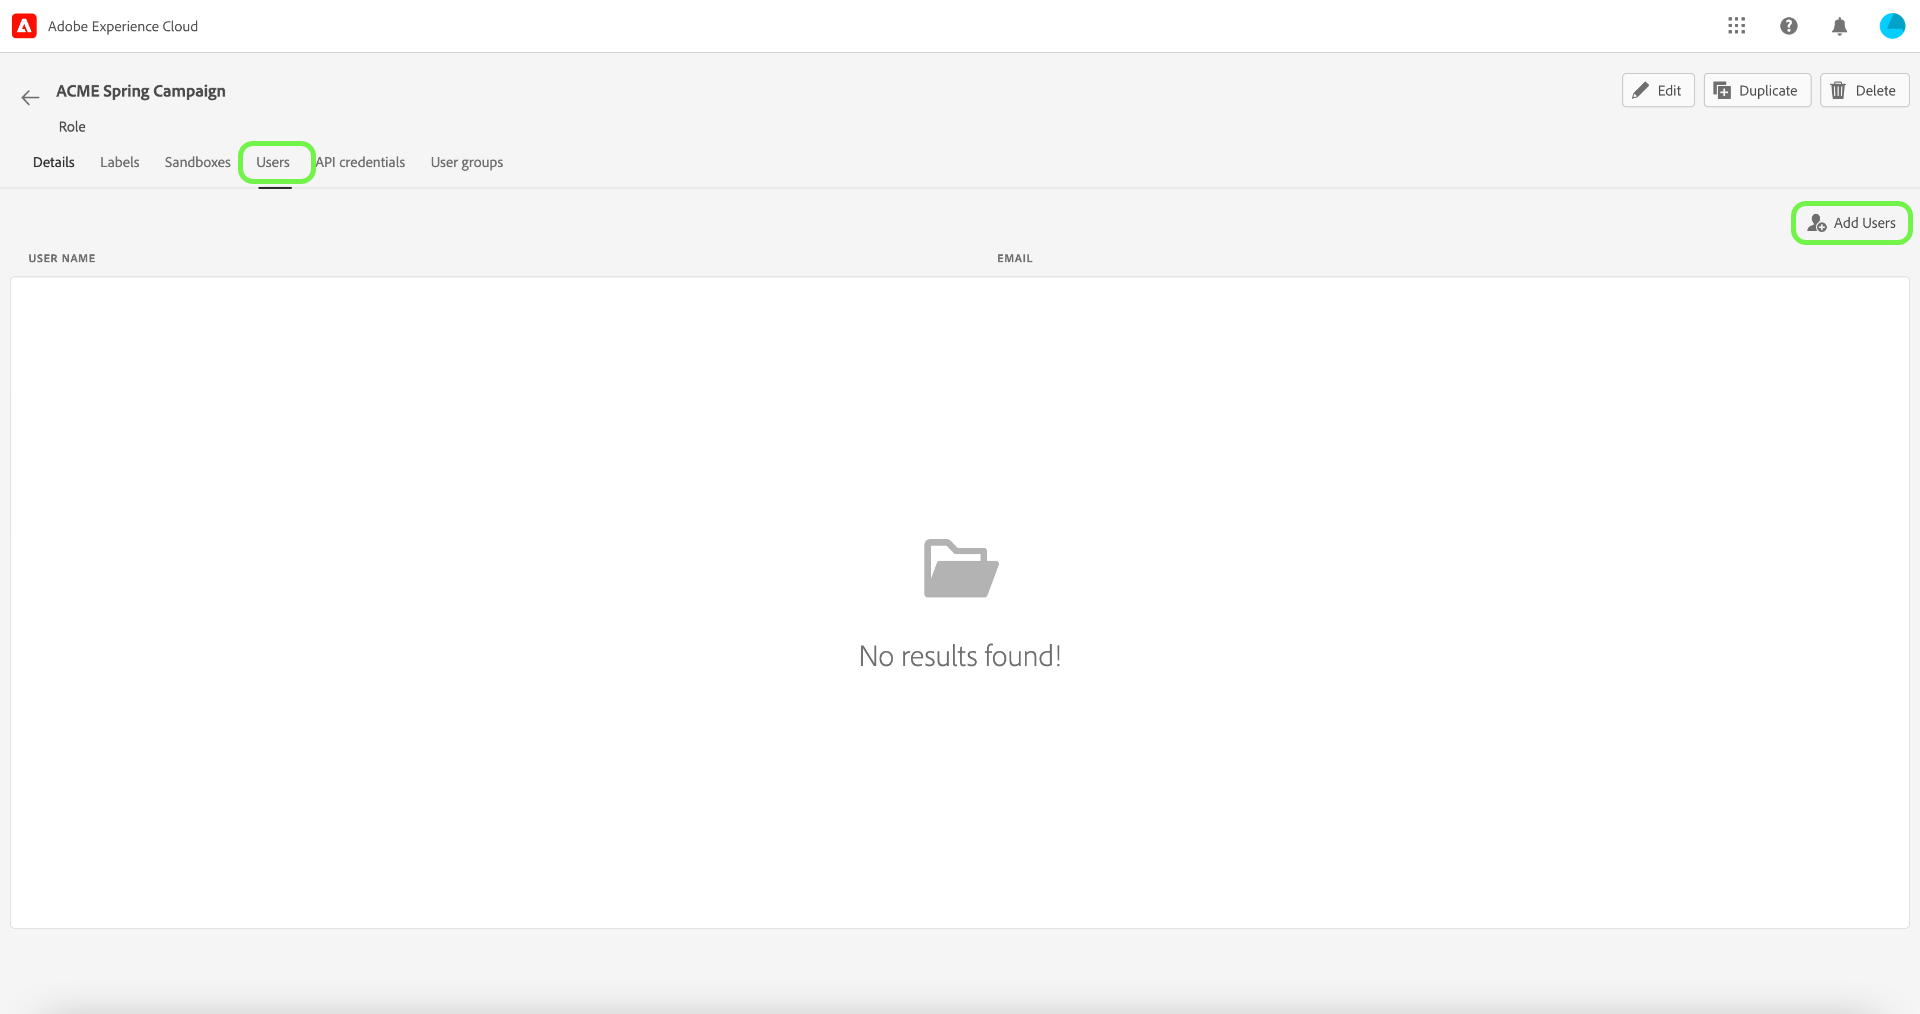 Adobe Experience Cloud
ACME Spring Campaign
Edit
Duplicate
Delete
Role
Details
Labels
Sandboxes
Users
API credentials
User groups
Add Users
USER NAME
EMAIL
No results found!